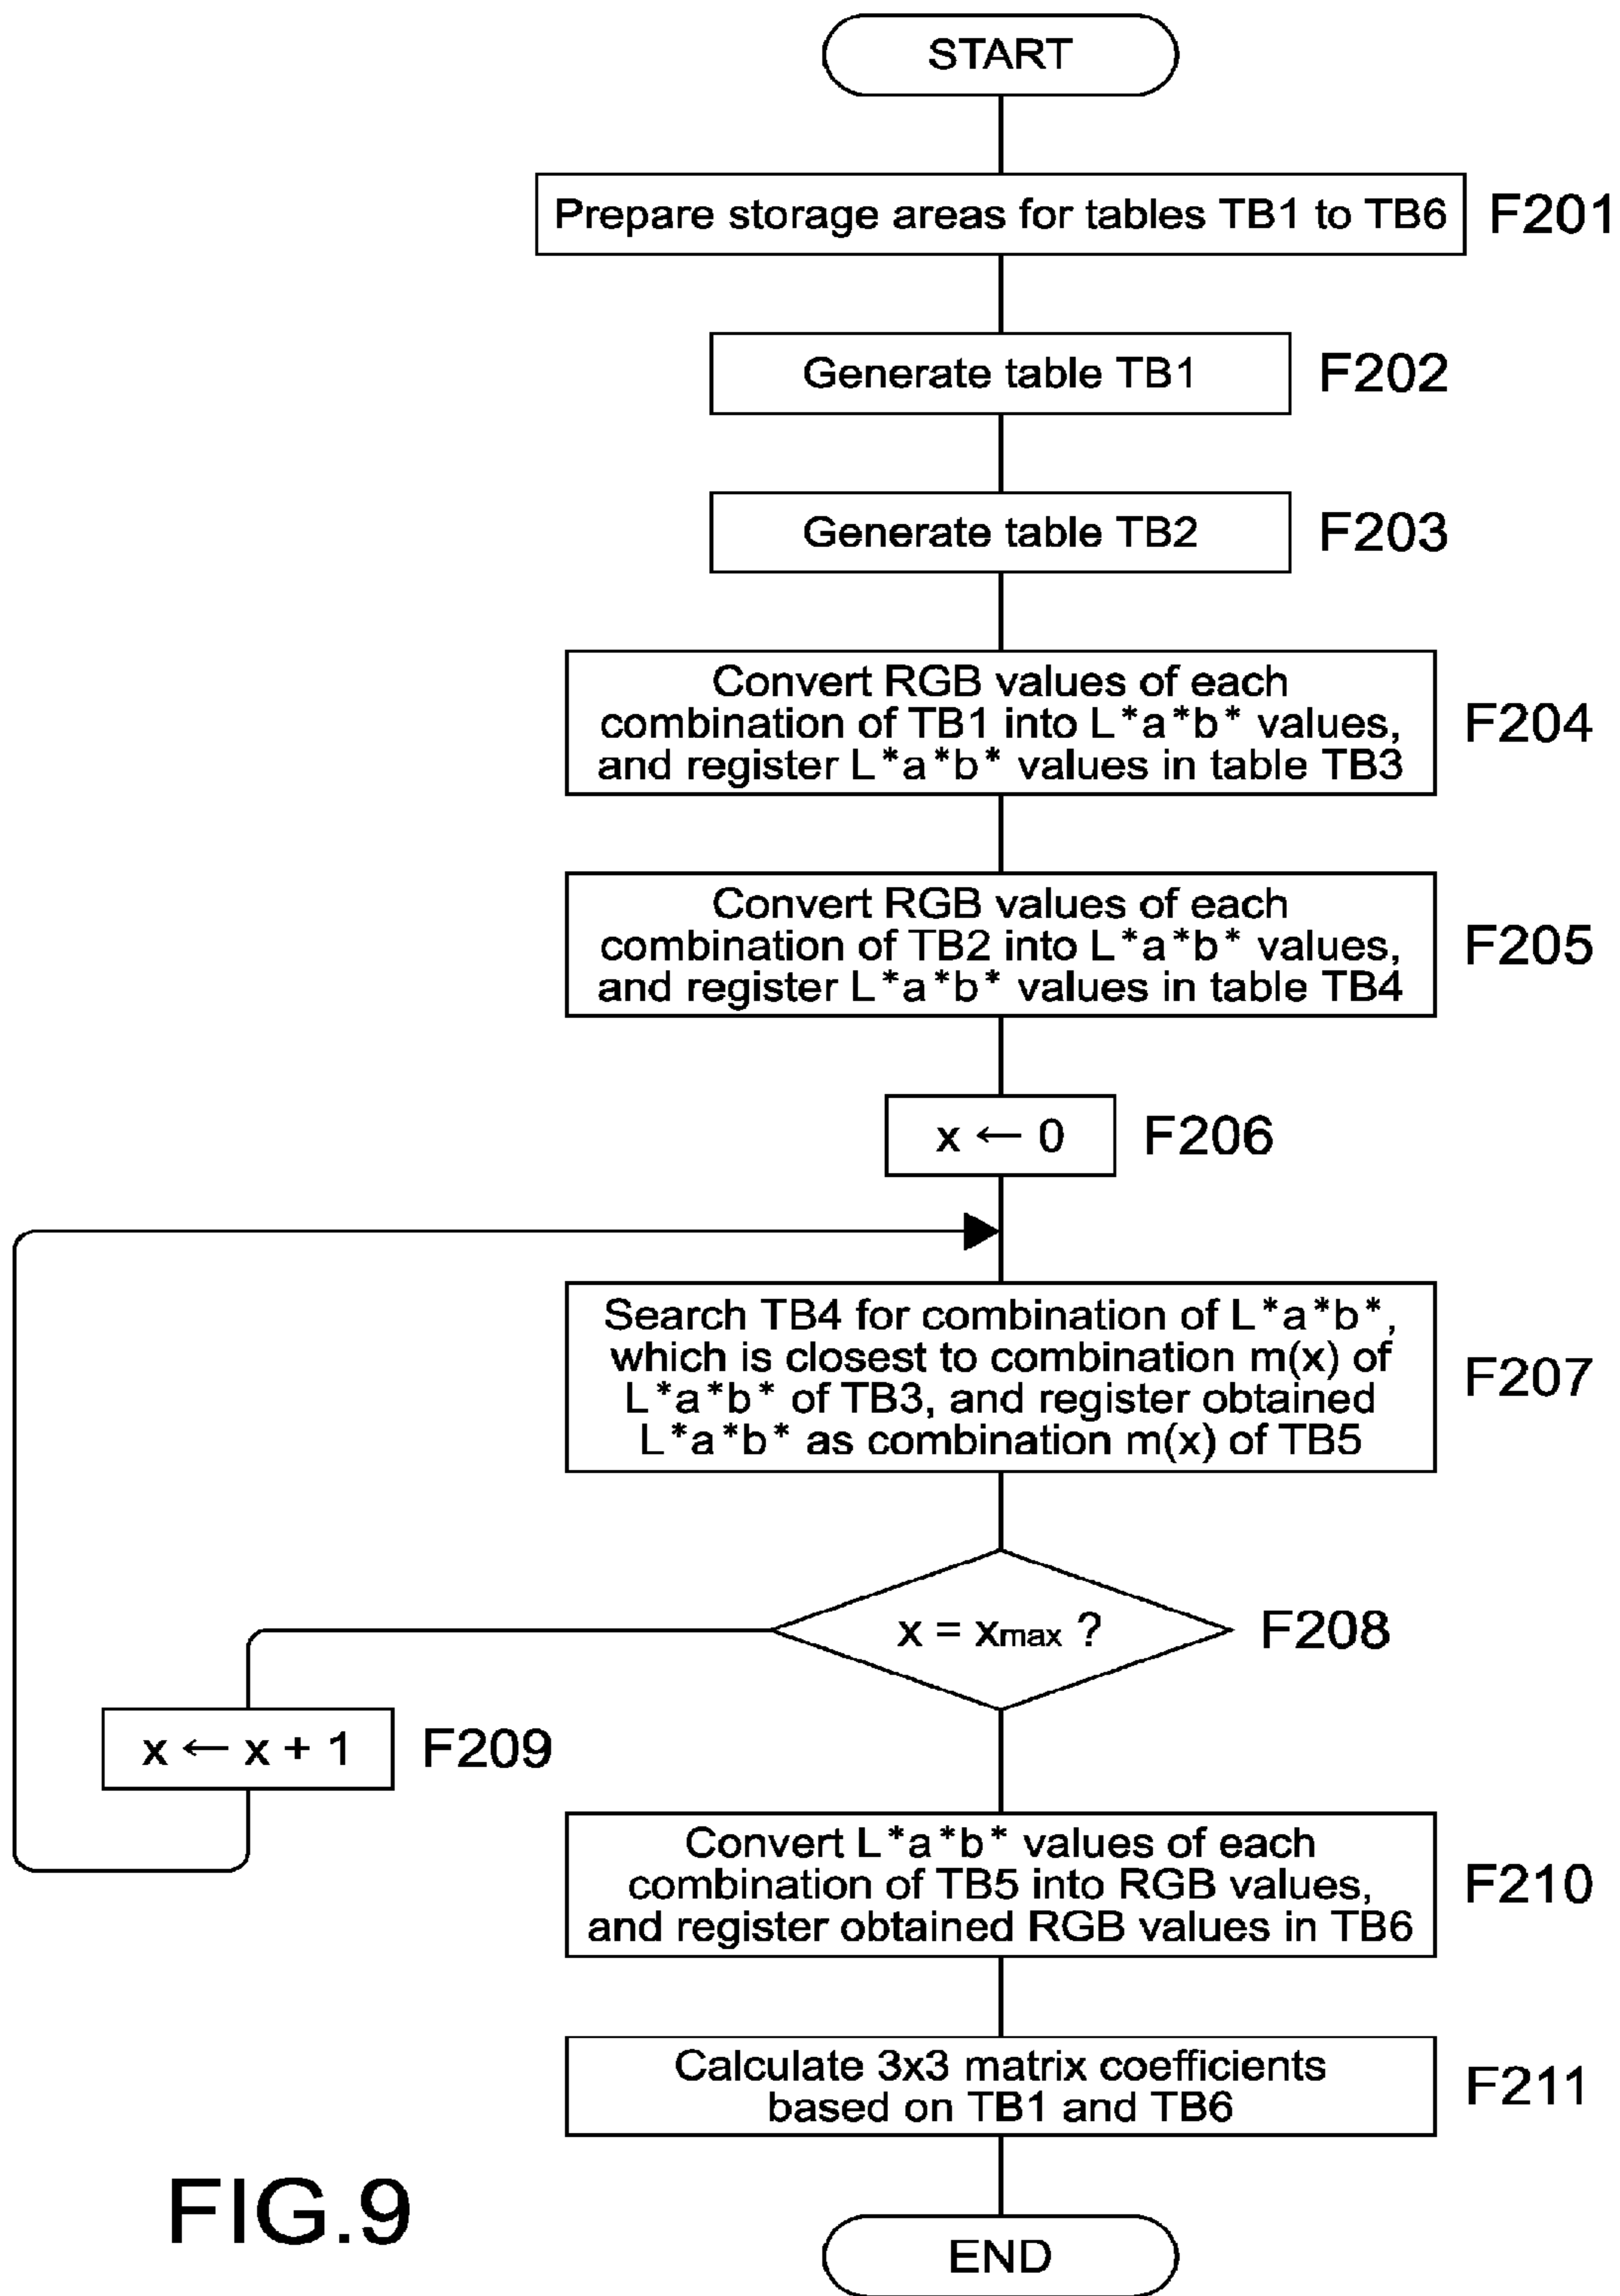 START
Prepare storage areas for tables TB1 to TB6
F201
Generate table TB1
F202
Generate table TB2
F203
Convert RGB values of each
combination of TB1 into L*a*b* values,
and register L*a*b* values in table TB3
F204
Convert RGB values of each
combination of TB2 into L*a*b* values,
and register L*a*b* values in table TB4
F205
x ← 0
F206
Search TB4 for combination of L*a*b*,
which is closest to combination m(x) of
L*a*b* of TB3, and register obtained
L*a*b* as combination m(x) of TB5
F207
x = xmax ?
F208
x ← x + 1
F209
Convert L*a*b* values of each
combination of TB5 into RGB values,
and register obtained RGB values in TB6
F210
Calculate 3x3 matrix coefficients
based on TB1 and TB6
F211
END
FIG.9